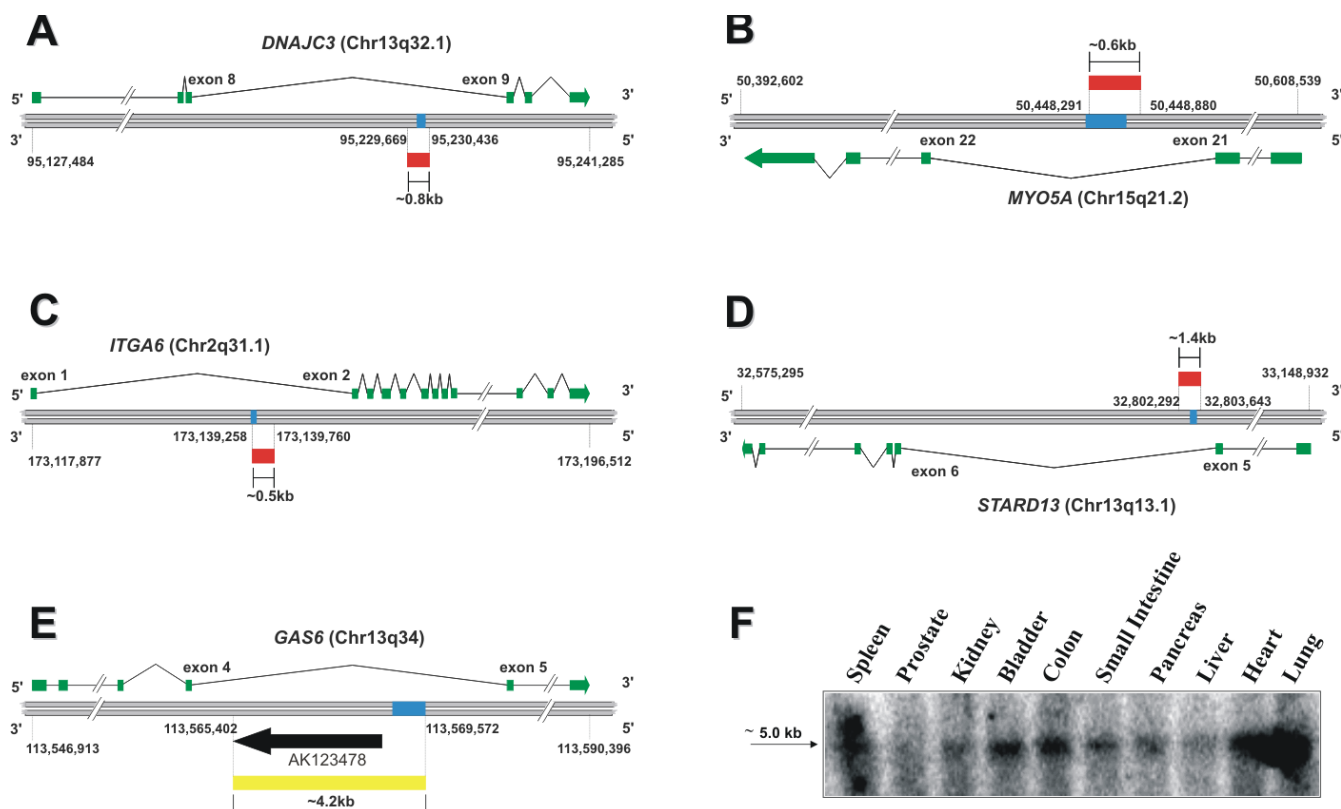 A
DNAJC3 (Chr13q32.1)
exon 8
exon 9
5'
3'
3'
5'
95,127,484
95,229,669
95,230,436
95,241,285
~0.8kb
B
~0.6kb
50,392,602
50,608,539
5'
3'
50,448,291
50,448,880
3'
5'
exon 22
exon 21
MYO5A (Chr15q21.2)
C
ITGA6 (Chr2q31.1)
exon 1
exon 2
5'
3'
3'
5'
173,117,877
173,139,258
173,139,760
173,196,512
~0.5kb
D
~1.4kb
32,575,295
33,148,932
5'
3'
32,802,292
32,803,643
3'
5'
exon 6
exon 5
STARD13 (Chr13q13.1)
E
GAS6 (Chr13q34)
exon 4
exon 5
5'
3'
3'
5'
113,546,913
113,565,402
113,569,572
113,590,396
AK123478
~4.2kb
F
Spleen
Prostate
Kidney
Bladder
Colon
Small Intestine
Pancreas
Liver
Heart
Lung
~ 5.0 kb